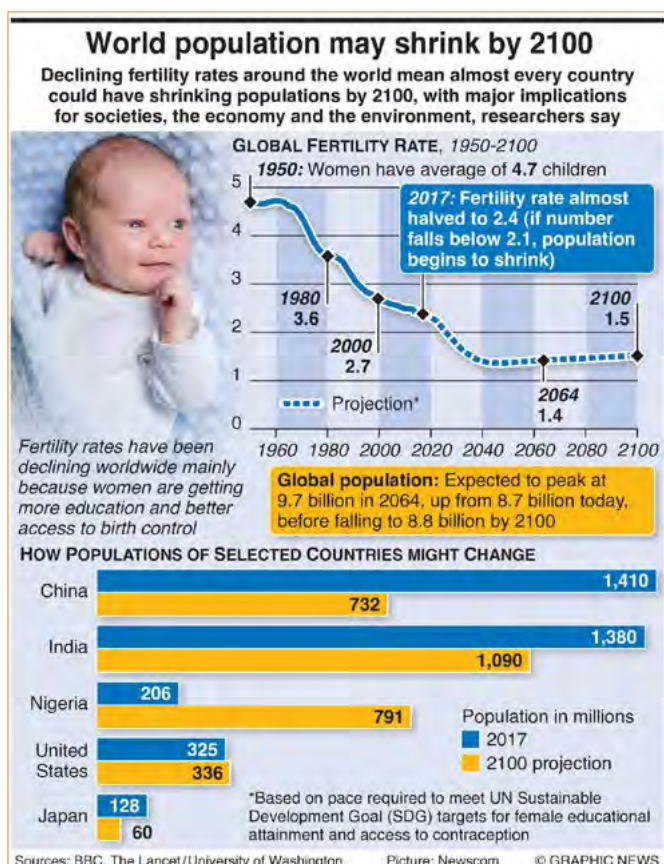 World population may shrink by 2100
Declining fertility rates around the world mean almost every country
could have shrinking populations by 2100, with major implications
for societies, the economy and the environment, researchers say
GLOBAL FERTILITY RATE, 1950-2100
1950: Women have average of 4.7 children
5
4
3
2
1
0
2017: Fertility rate almost
halved to 2.4 (if number
falls below 2.1, population
begins to shrink)
1980
3.6
2000
2.7
2100
1.5
2064
1.4
Projection*
1960 1980 2000 2020 2040 2060 2080 2100
Fertility rates have been
declining worldwide mainly
because women are getting
more education and better
access to birth control
Global population: Expected to peak at
9.7 billion in 2064, up from 8.7 billion today,
before falling to 8.8 billion by 2100
HOW POPULATIONS OF SELECTED COUNTRIES MIGHT CHANGE
China
1,410
732
India
1,380
1,090
Nigeria
206
791
United
States
325
336
Japan
128
60
Population in millions
2017
2100 projection
*Based on pace required to meet UN Sustainable
Development Goal (SDG) targets for female educational
attainment and access to contraception
Sources: BBC, The Lancet/University of Washington Picture: Newscom © GRAPHIC NEWS